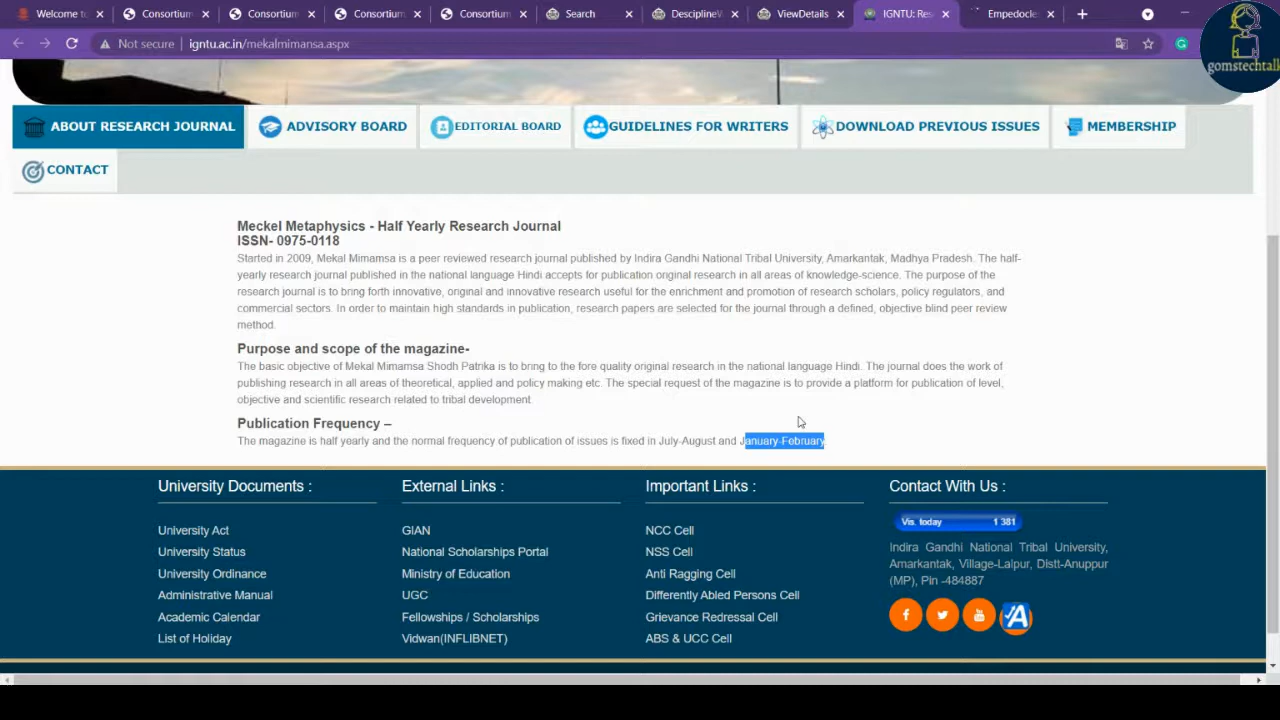 Welcome t
Consortium
Consortium
Consortium
Consortium
Search
DesciplineW
ViewDetails
IGNTU: Res
Empedocles
Not secure
igntu.ac.in/mekalmimansa.aspx
gomstechtalk
ABOUT RESEARCH JOURNAL
ADVISORY BOARD
EDITORIAL BOARD
GUIDELINES FOR WRITERS
DOWNLOAD PREVIOUS ISSUES
MEMBERSHIP
CONTACT
Meckel Metaphysics - Half Yearly Research Journal
ISSN- 0975-0118
Started in 2009, Mekal Mimamsa is a peer reviewed research journal published by Indira Gandhi National Tribal University, Amarkantak, Madhya Pradesh. The half-
yearly research journal published in the national language Hindi accepts for publication original research in all areas of knowledge-science. The purpose of the
research journal is to bring forth innovative, original and innovative research useful for the enrichment and promotion of research scholars, policy regulators, and
commercial sectors. In order to maintain high standards in publication, research papers are selected for the journal through a defined, objective blind peer review
method.
Purpose and scope of the magazine-
The basic objective of Mekal Mimamsa Shodh Patrika is to bring to the fore quality original research in the national language Hindi. The journal does the work of
publishing research in all areas of theoretical, applied and policy making etc. The special request of the magazine is to provide a platform for publication of level,
objective and scientific research related to tribal development.
Publication Frequency –
The magazine is half yearly and the normal frequency of publication of issues is fixed in July-August and January-February.
University Documents :
University Act
University Status
University Ordinance
Administrative Manual
Academic Calendar
List of Holiday
External Links :
GIAN
National Scholarships Portal
Ministry of Education
UGC
Fellowships / Scholarships
Vidwan(INFLIBNET)
Important Links :
NCC Cell
NSS Cell
Anti Ragging Cell
Differently Abled Persons Cell
Grievance Redressal Cell
ABS & UCC Cell
Contact With Us :
Vis. today 1 381
Indira Gandhi National Tribal University,
Amarkantak, Village-Lalpur, Distt-Anuppur
(MP), Pin -484887